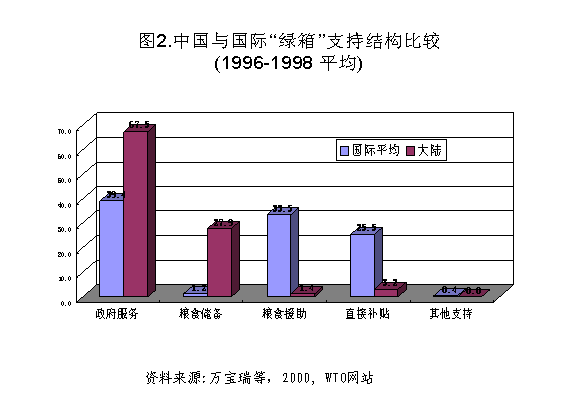 图2.中国与国际“绿箱”支持结构比较
(1996-1998 平均)
70.0
60.0
50.0
40.0
30.0
20.0
10.0
0.0
国际平均 大陆
39.4 67.5
1.2 27.9
33.5 1.4
25.5 3.2
0.4 0.0
政府服务 粮食储备 粮食援助 直接补贴 其他支持
资料来源:万宝瑞等, 2000, WTO网站